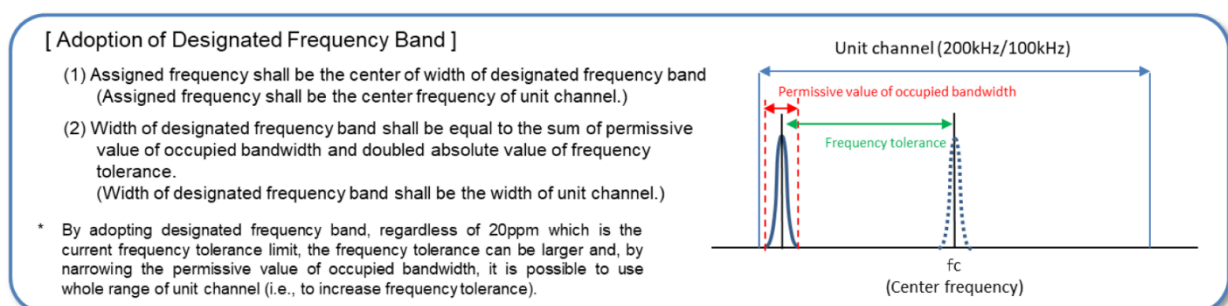 [ Adoption of Designated Frequency Band ]
(1) Assigned frequency shall be the center of width of designated frequency band
(Assigned frequency shall be the center frequency of unit channel.)
(2) Width of designated frequency band shall be equal to the sum of permissive
value of occupied bandwidth and doubled absolute value of frequency
tolerance.
(Width of designated frequency band shall be the width of unit channel.)
* By adopting designated frequency band, regardless of 20ppm which is the
current frequency tolerance limit, the frequency tolerance can be larger and, by
narrowing the permissive value of occupied bandwidth, it is possible to use
whole range of unit channel (i.e., to increase frequency tolerance).
Unit channel (200kHz/100kHz)
Permissive value of occupied bandwidth
Frequency tolerance
fc
(Center frequency)